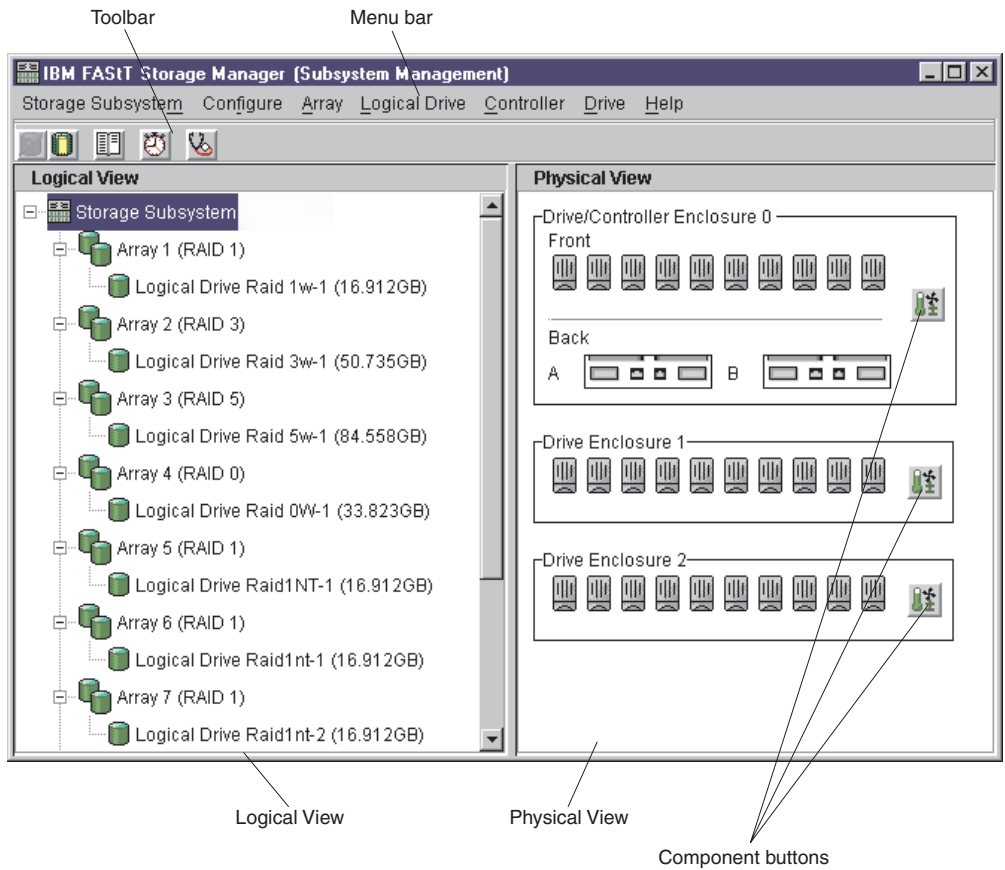 Toolbar
Menu bar
IBM FAStT Storage Manager (Subsystem Management)
Storage Subsystem Configure Array Logical Drive Controller Drive Help
Logical View
Storage Subsystem
Array 1 (RAID 1)
Logical Drive Raid 1w-1 (16.912GB)
Array 2 (RAID 3)
Logical Drive Raid 3w-1 (50.735GB)
Array 3 (RAID 5)
Logical Drive Raid 5w-1 (84.558GB)
Array 4 (RAID 0)
Logical Drive Raid 0W-1 (33.823GB)
Array 5 (RAID 1)
Logical Drive Raid1NT-1 (16.912GB)
Array 6 (RAID 1)
Logical Drive Raid1nt-1 (16.912GB)
Array 7 (RAID 1)
Logical Drive Raid1nt-2 (16.912GB)
Physical View
Drive/Controller Enclosure 0
Front
Back
A
B
Drive Enclosure 1
Drive Enclosure 2
Logical View
Physical View
Component buttons